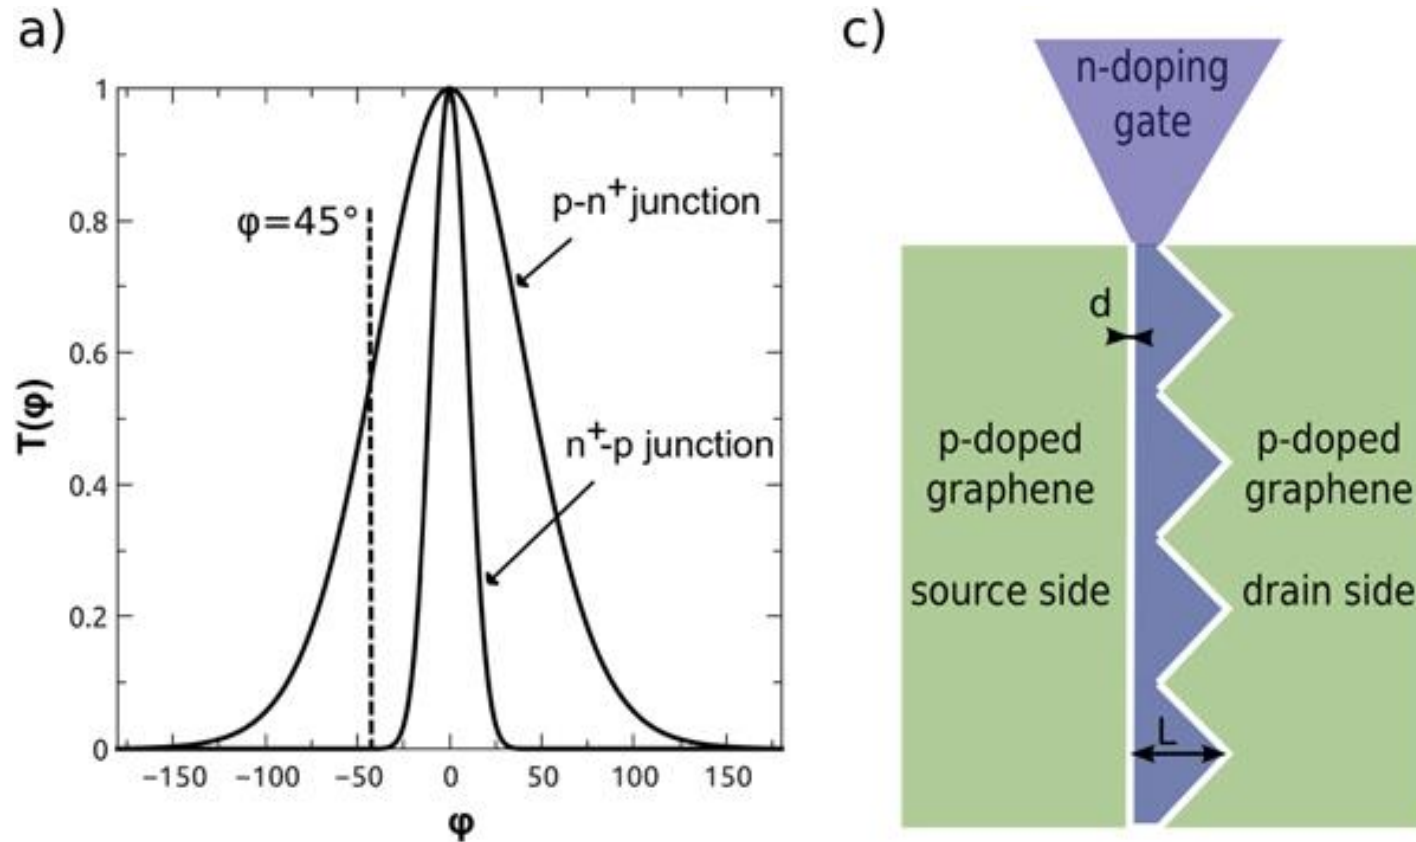 a)
T(φ)
1
0.8
0.6
0.4
0.2
0
φ=45°
p-n⁺ junction
n⁺-p junction
−150
−100
−50
0
50
100
150
φ
c)
n-doping
gate
d
p-doped
graphene
source side
p-doped
graphene
drain side
L